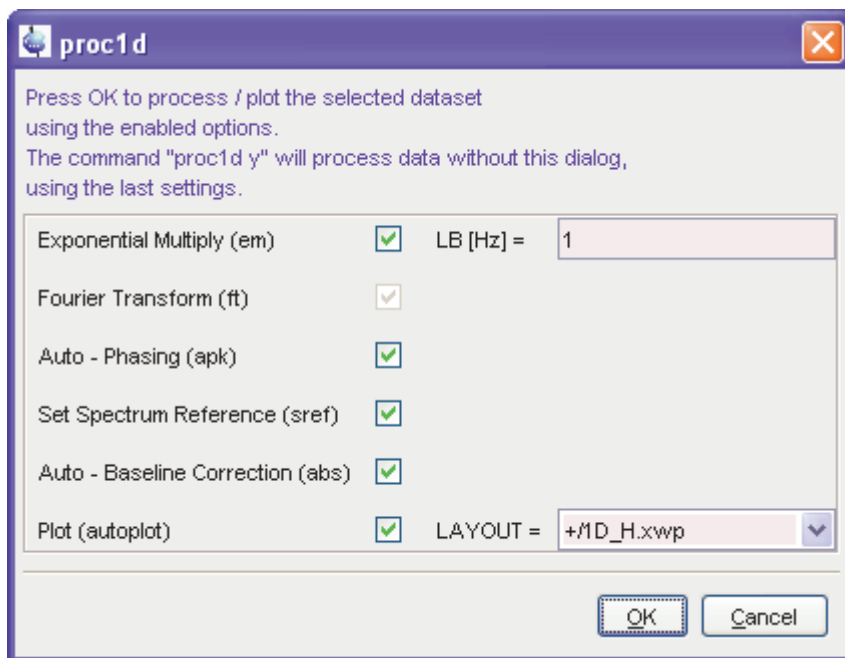 proc1d
Press OK to process / plot the selected dataset
using the enabled options.
The command "proc1d y" will process data without this dialog,
using the last settings.
Exponential Multiply (em) LB [Hz] = 1
Fourier Transform (ft)
Auto - Phasing (apk)
Set Spectrum Reference (sref)
Auto - Baseline Correction (abs)
Plot (autoplot) LAYOUT = +/1D_H.xwp
OK Cancel